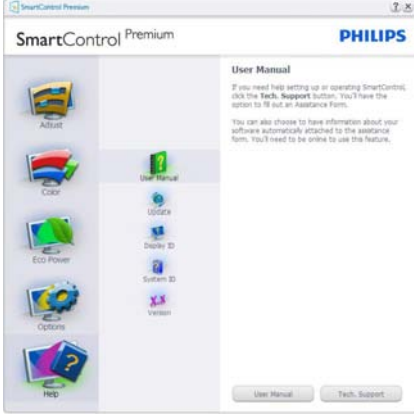 SmartControl Premium
SmartControl Premium
PHILIPS
Adjust
Color
Eco Power
Options
Help
User Manual
Update
Display ID
System ID
Version
User Manual
If you need help setting up or operating SmartControl,
click the Tech. Support button. You'll have the
option to fill out an Assistance Form.
You can also choose to have information about your
software automatically attached to the assistance
form. You'll need to be online to use this feature.
User Manual
Tech. Support